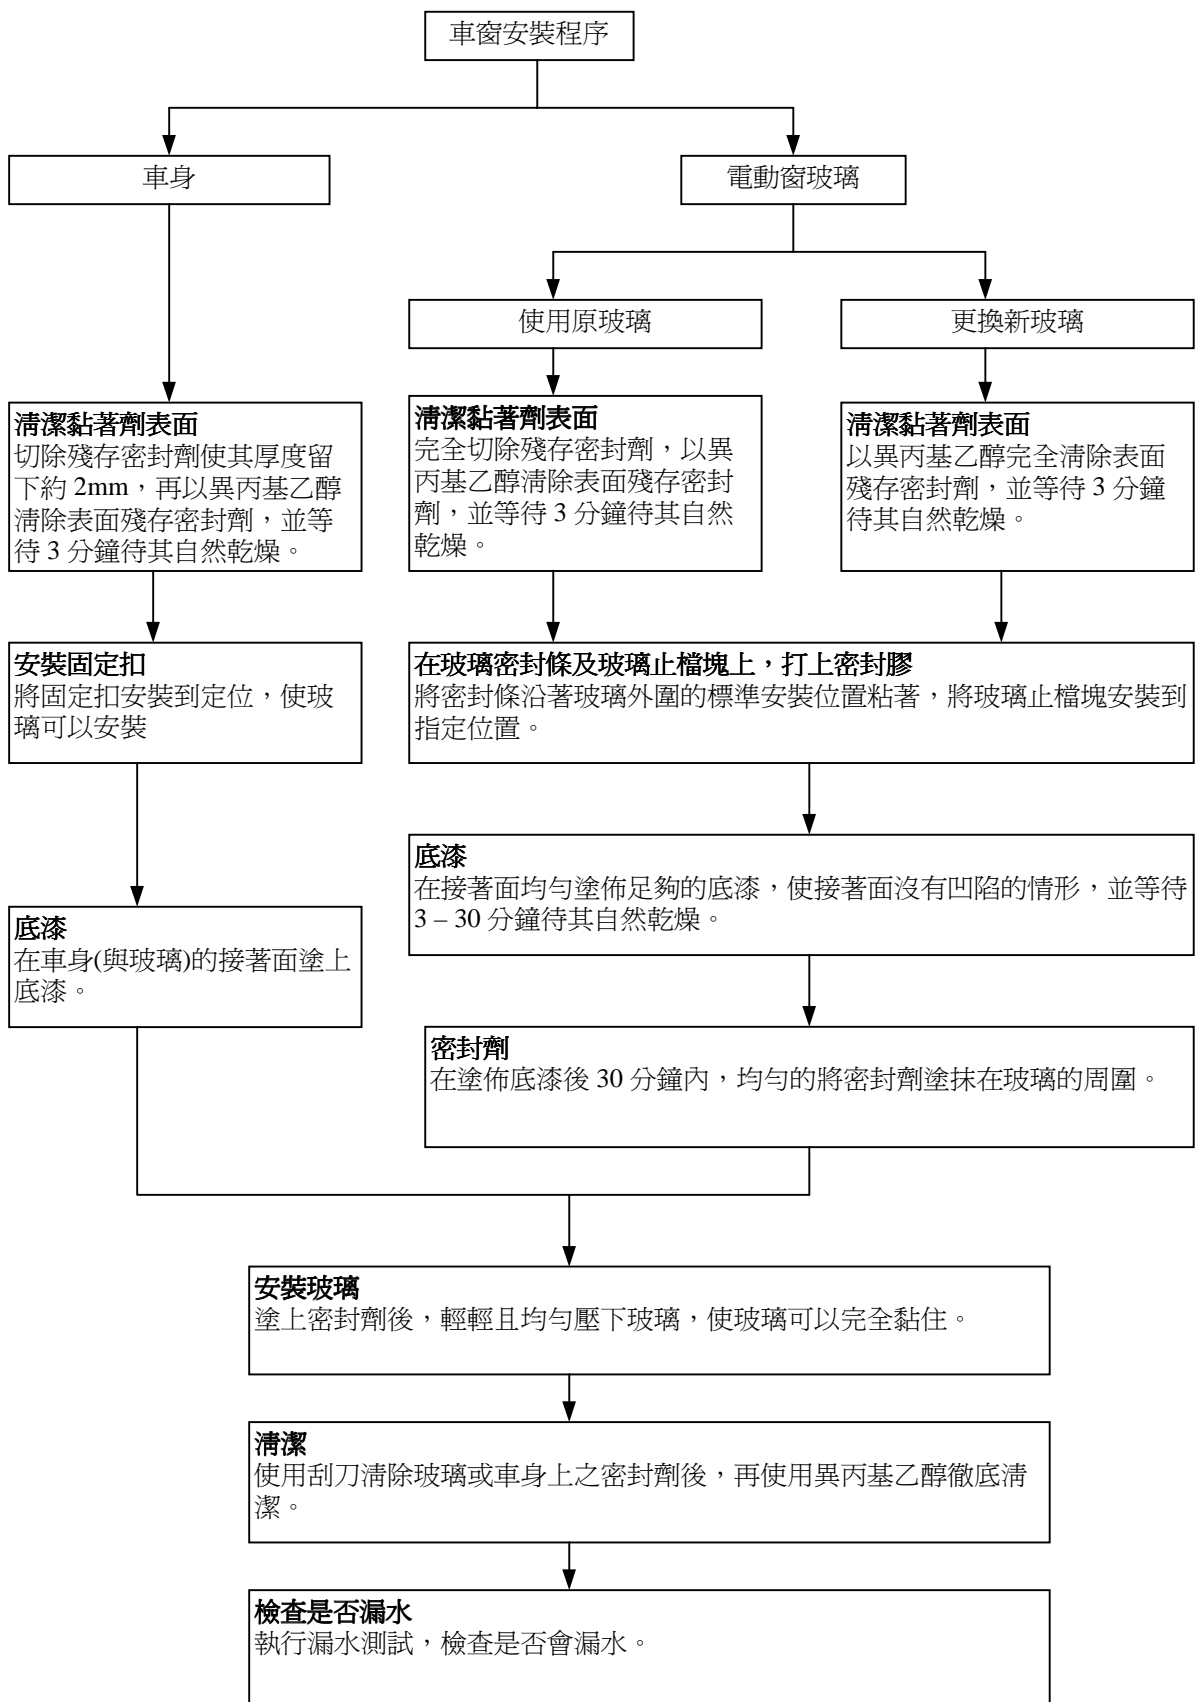 車窗安裝程序
車身
電動窗玻璃
使用原玻璃
更換新玻璃
清潔黏著劑表面
切除殘存密封劑使其厚度留
下約 2mm，再以異丙基乙醇
清除表面殘存密封劑，並等
待 3 分鐘待其自然乾燥。
清潔黏著劑表面
完全切除殘存密封劑，以異
丙基乙醇清除表面殘存密封
劑，並等待 3 分鐘待其自然
乾燥。
清潔黏著劑表面
以異丙基乙醇完全清除表面
殘存密封劑，並等待 3 分鐘
待其自然乾燥。
安裝固定扣
將固定扣安裝到定位，使玻
璃可以安裝
在玻璃密封條及玻璃止檔塊上，打上密封膠
將密封條沿著玻璃外圍的標準安裝位置粘著，將玻璃止檔塊安裝到
指定位置。
底漆
在接著面均勻塗佈足夠的底漆，使接著面沒有凹陷的情形，並等待
3 – 30 分鐘待其自然乾燥。
底漆
在車身(與玻璃)的接著面塗上
底漆。
密封劑
在塗佈底漆後 30 分鐘內，均勻的將密封劑塗抹在玻璃的周圍。
安裝玻璃
塗上密封劑後，輕輕且均勻壓下玻璃，使玻璃可以完全黏住。
清潔
使用刮刀清除玻璃或車身上之密封劑後，再使用異丙基乙醇徹底清
潔。
檢查是否漏水
執行漏水測試，檢查是否會漏水。